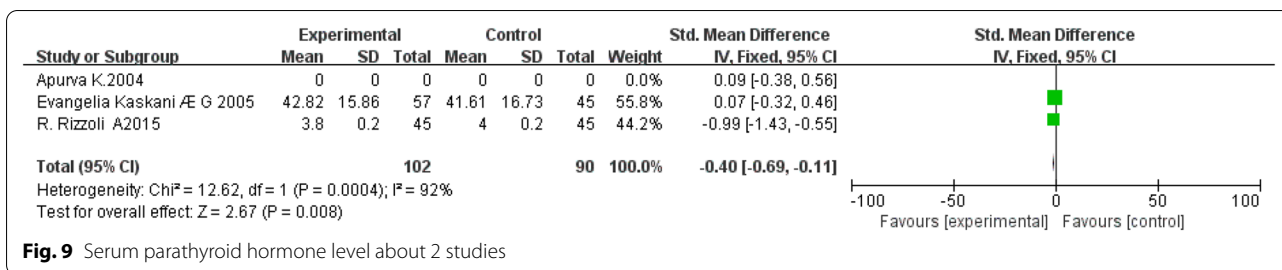 Experimental Control Std. Mean Difference Std. Mean Difference
Study or Subgroup Mean SD Total Mean SD Total Weight IV, Fixed, 95% CI IV, Fixed, 95% CI
Apurva K.2004 0 0 0 0 0 0 0.0% 0.09 [-0.38, 0.56]
Evangelia Kaskani Æ G 2005 42.82 15.86 57 41.61 16.73 45 55.8% 0.07 [-0.32, 0.46]
R. Rizzoli A2015 3.8 0.2 45 4 0.2 45 44.2% -0.99 [-1.43, -0.55]
Total (95% CI) 102 90 100.0% -0.40 [-0.69, -0.11]
Heterogeneity: Chi² = 12.62, df = 1 (P = 0.0004); I² = 92%
Test for overall effect: Z = 2.67 (P = 0.008)
-100 -50 0 50 100
Favours [experimental] Favours [control]
Fig. 9 Serum parathyroid hormone level about 2 studies